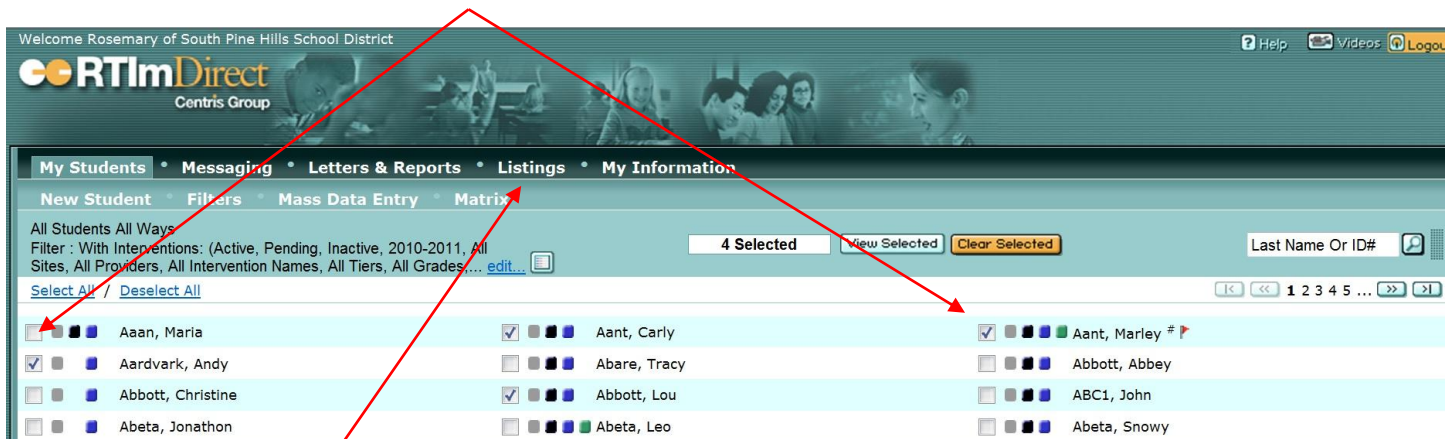 Welcome Rosemary of South Pine Hills School District
Help Videos Logou
RTImDirect
Centris Group
My Students • Messaging • Letters & Reports • Listings • My Information
New Student • Filters • Mass Data Entry • Matrix
All Students All Ways
Filter : With Interventions: (Active, Pending, Inactive, 2010-2011, All
Sites, All Providers, All Intervention Names, All Tiers, All Grades,... edit...
4 Selected View Selected Clear Selected Last Name Or ID#
Select All / Deselect All
1 2 3 4 5 ...
Aaan, Maria Aant, Carly Aant, Marley #
Aardvark, Andy Abare, Tracy Abbott, Abbey
Abbott, Christine Abbott, Lou ABC1, John
Abeta, Jonathon Abeta, Leo Abeta, Snowy